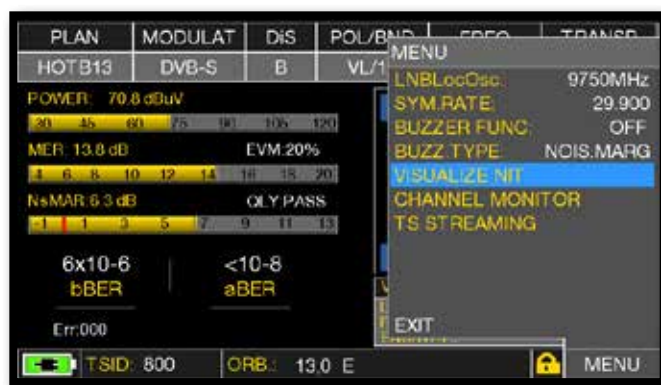 PLAN MODULAT DiS POL/BND FREQ TRANSP
HOTB13 DVB-S B VL/1
MENU
LNBLocOsc: 9750MHz
SYM.RATE: 29.900
BUZZER FUNC: OFF
BUZZ.TYPE: NOIS.MARG
VISUALIZE NIT
CHANNEL MONITOR
TS STREAMING
EXIT
POWER: 70.8 dBuV
30 45 60 75 90 105 120
MER: 13.8 dB EVM:20%
4 6 8 10 12 14 16 18 20
NsMAR:6.3 dB QLY:PASS
-1 1 3 5 7 9 11 13
6x10-6 <10-8
bBER aBER
Err:000
TSID: 800 ORB.: 13.0 E MENU